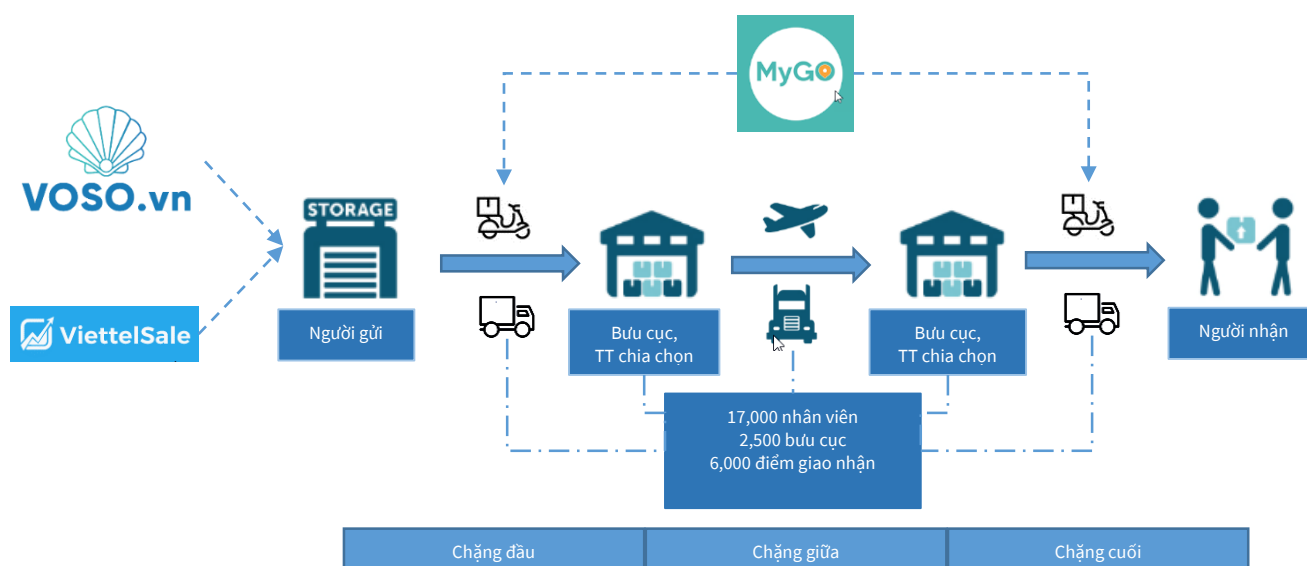 MyGO
VOSO.vn
STORAGE
ViettelSale
Người gửi
Bưu cục,
TT chia chọn
Bưu cục,
TT chia chọn
Người nhận
17,000 nhân viên
2,500 bưu cục
6,000 điểm giao nhận
Chặng đầu
Chặng giữa
Chặng cuối